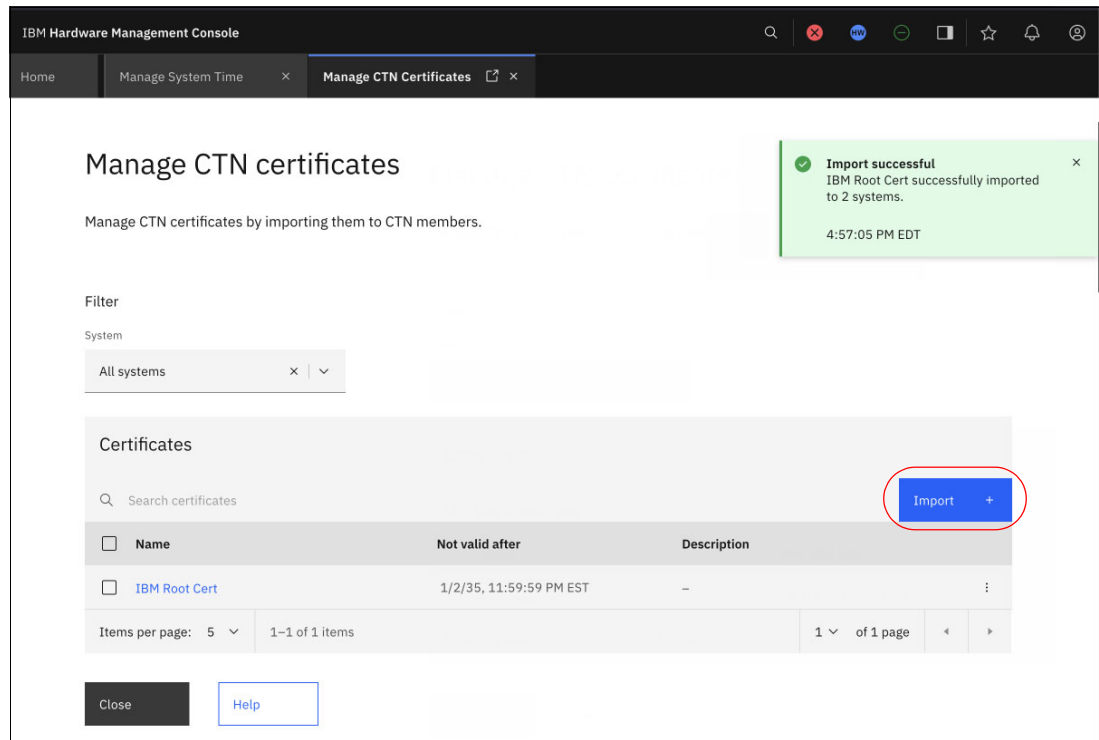 IBM Hardware Management Console
HW
Home
Manage System Time
Manage CTN Certificates
Manage CTN certificates
Manage CTN certificates by importing them to CTN members.
Import successful
IBM Root Cert successfully imported
to 2 systems.
4:57:05 PM EDT
Filter
System
All systems
Certificates
Search certificates
Import +
Name Not valid after Description
IBM Root Cert 1/2/35, 11:59:59 PM EST –
Items per page: 5 1–1 of 1 items 1 of 1 page
Close Help